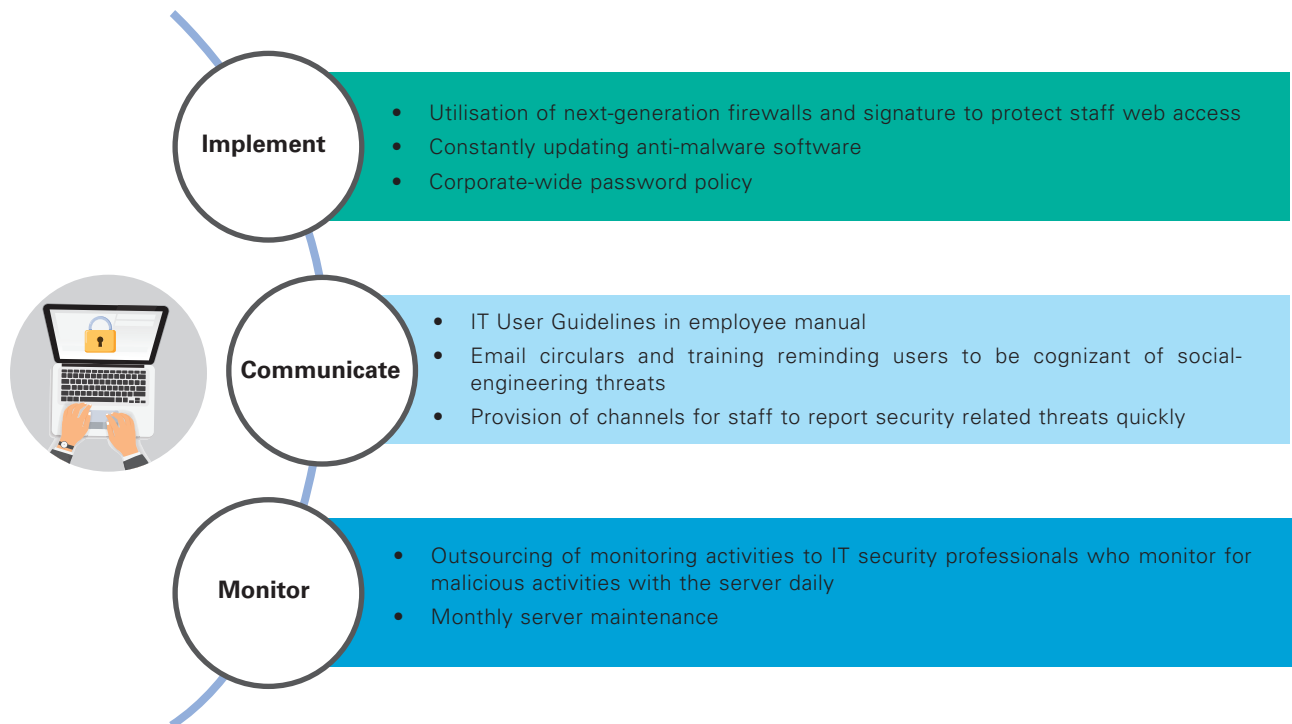 Implement
• Utilisation of next-generation firewalls and signature to protect staff web access
• Constantly updating anti-malware software
• Corporate-wide password policy
Communicate
• IT User Guidelines in employee manual
• Email circulars and training reminding users to be cognizant of social-
engineering threats
• Provision of channels for staff to report security related threats quickly
Monitor
• Outsourcing of monitoring activities to IT security professionals who monitor for
malicious activities with the server daily
• Monthly server maintenance